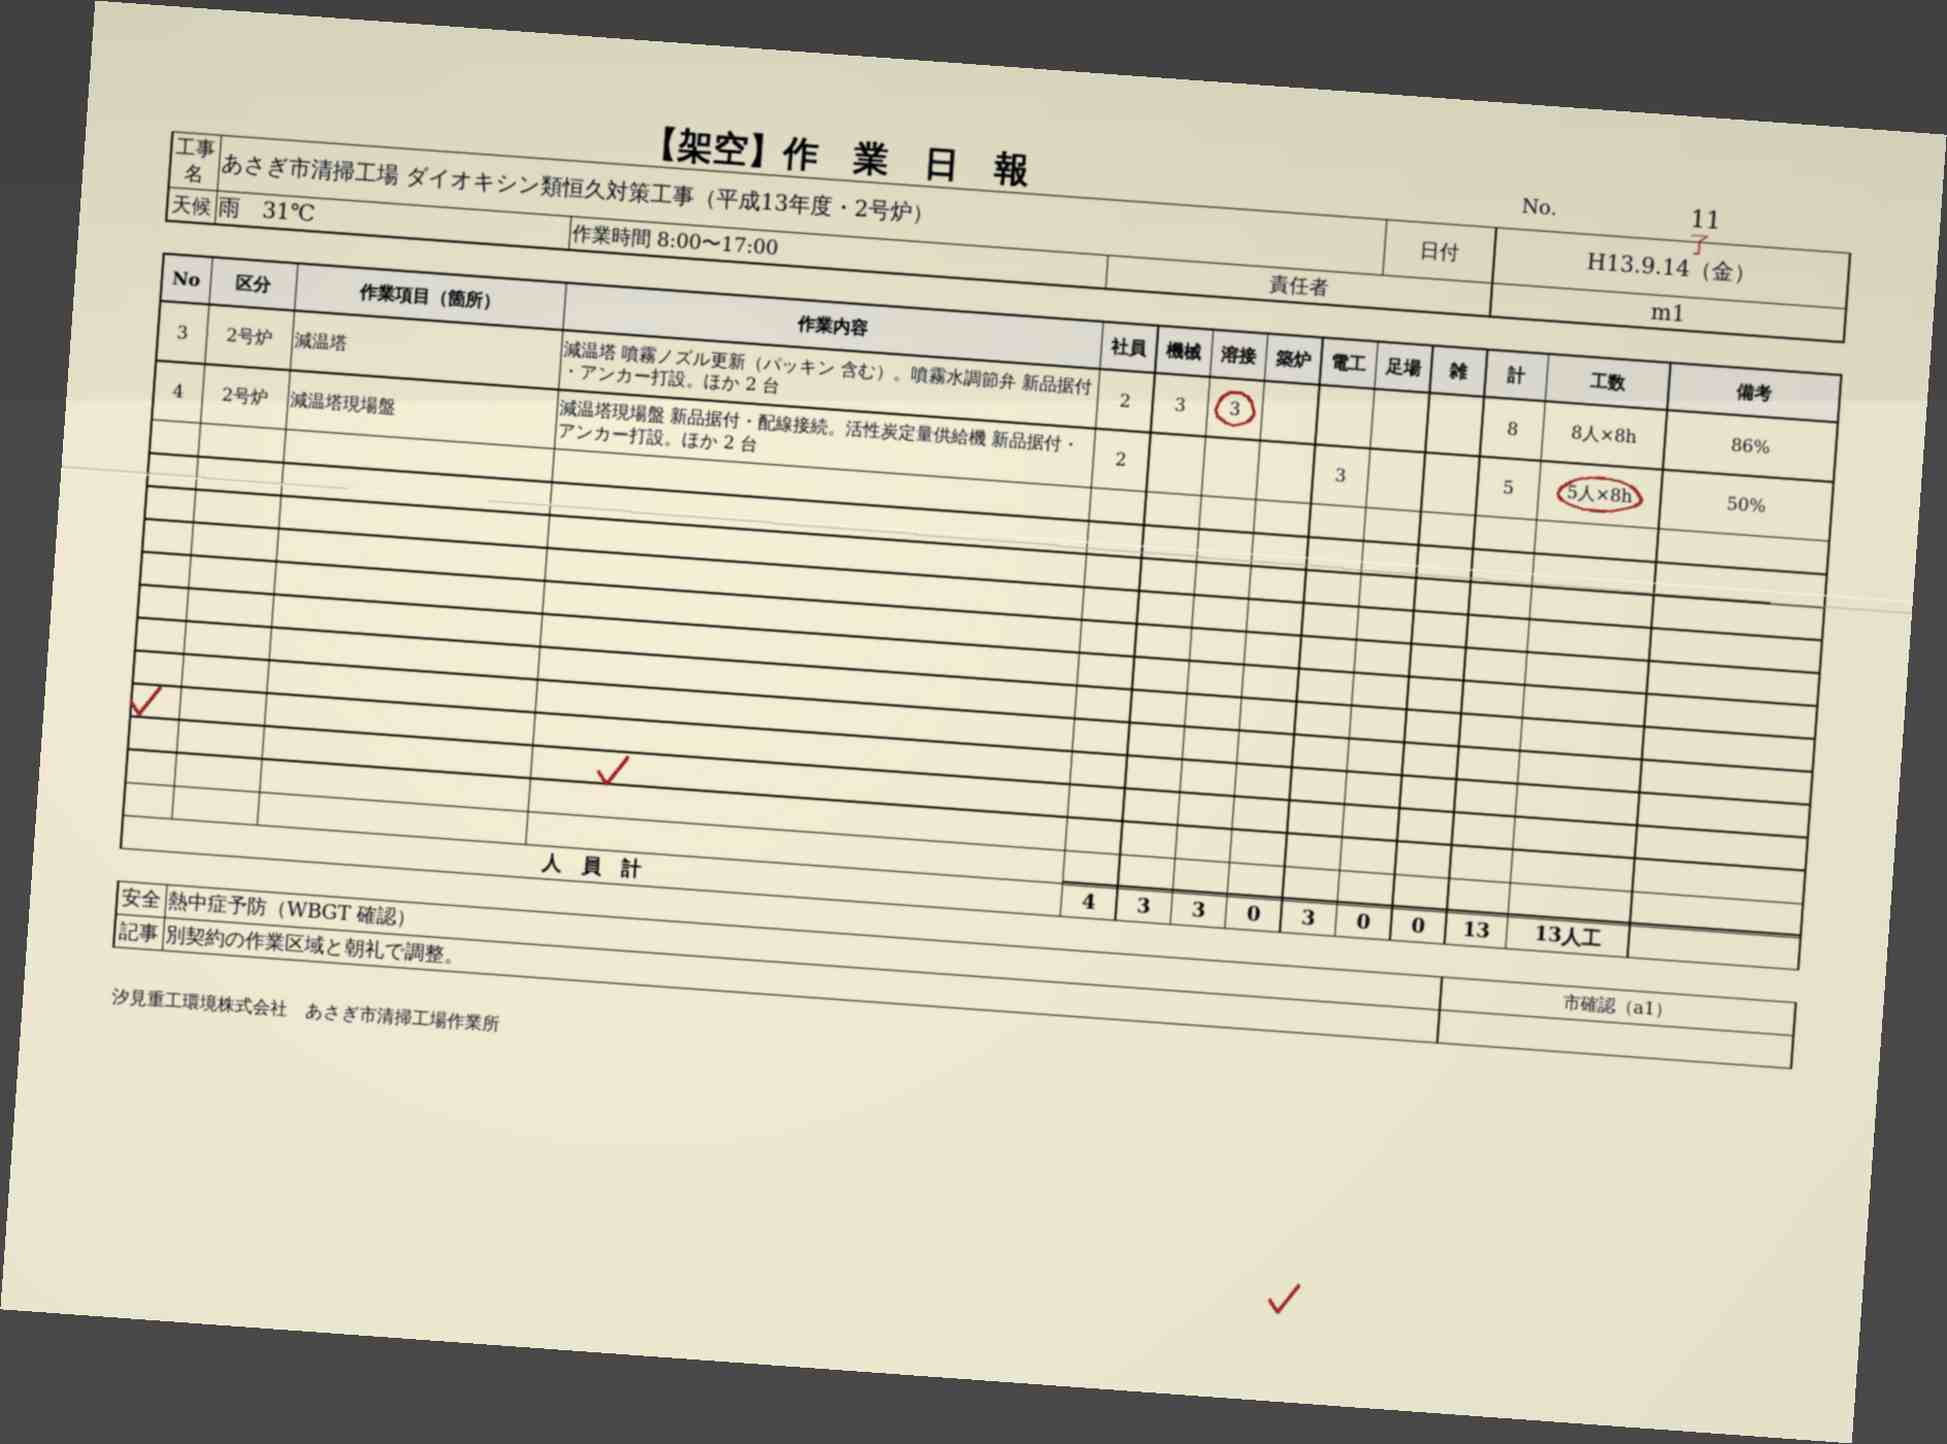 【架空】作 業 日 報
No. 11
了
工事名 あさぎ市清掃工場 ダイオキシン類恒久対策工事（平成13年度・2号炉） 日付 H13.9.14（金）
天候 雨 31℃ 作業時間 8:00〜17:00 責任者 m1
No 区分 作業項目（箇所） 作業内容 社員 機械 溶接 築炉 電工 足場 雑 計 工数 備考
3 2号炉 減温塔 減温塔 噴霧ノズル更新（パッキン 含む）。噴霧水調節弁 新品据付
・アンカー打設。ほか 2 台 2 3 3 8 8人×8h 86%
4 2号炉 減温塔現場盤 減温塔現場盤 新品据付・配線接続。活性炭定量供給機 新品据付・
アンカー打設。ほか 2 台 2 3 5 5人×8h 50%
人 員 計 4 3 3 0 3 0 0 13 13人工
安全 熱中症予防（WBGT 確認） 市確認（a1）
記事 別契約の作業区域と朝礼で調整。
汐見重工環境株式会社 あさぎ市清掃工場作業所